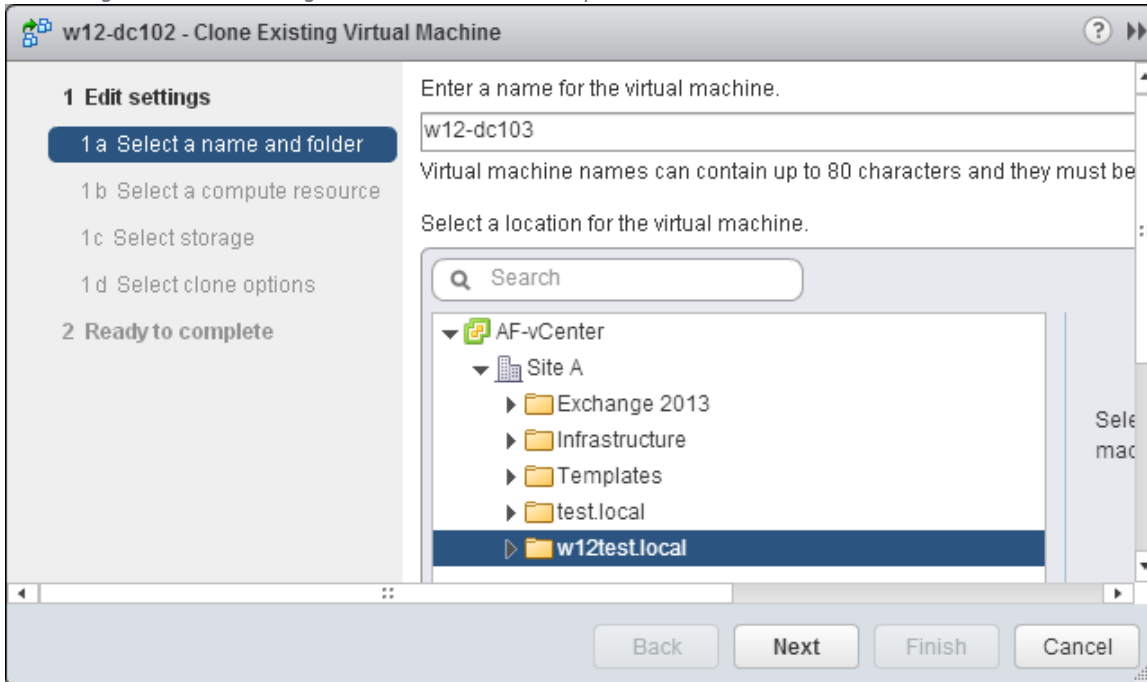 w12-dc102 - Clone Existing Virtual Machine
?
1 Edit settings
1a Select a name and folder
1b Select a compute resource
1c Select storage
1d Select clone options
2 Ready to complete
Enter a name for the virtual machine.
w12-dc103
Virtual machine names can contain up to 80 characters and they must be
Select a location for the virtual machine.
Search
AF-vCenter
Site A
Exchange 2013
Infrastructure
Templates
test.local
w12test.local
Back
Next
Finish
Cancel